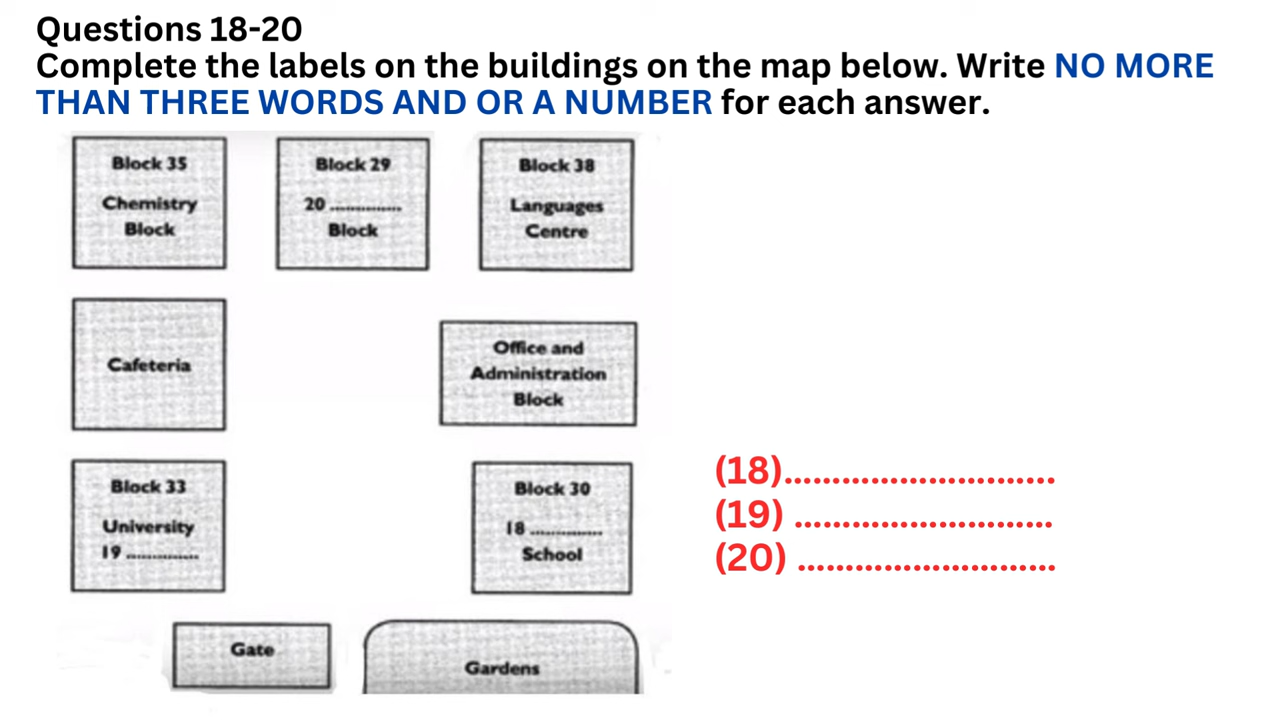 Questions 18-20
Complete the labels on the buildings on the map below. Write NO MORE
THAN THREE WORDS AND OR A NUMBER for each answer.
Block 35
Chemistry
Block
Block 29
20 ..............
Block
Block 38
Languages
Centre
Cafeteria
Office and
Administration
Block
Block 33
University
19 ..............
Block 30
18 ..............
School
(18)............................
(19) ...........................
(20) ...........................
Gate
Gardens